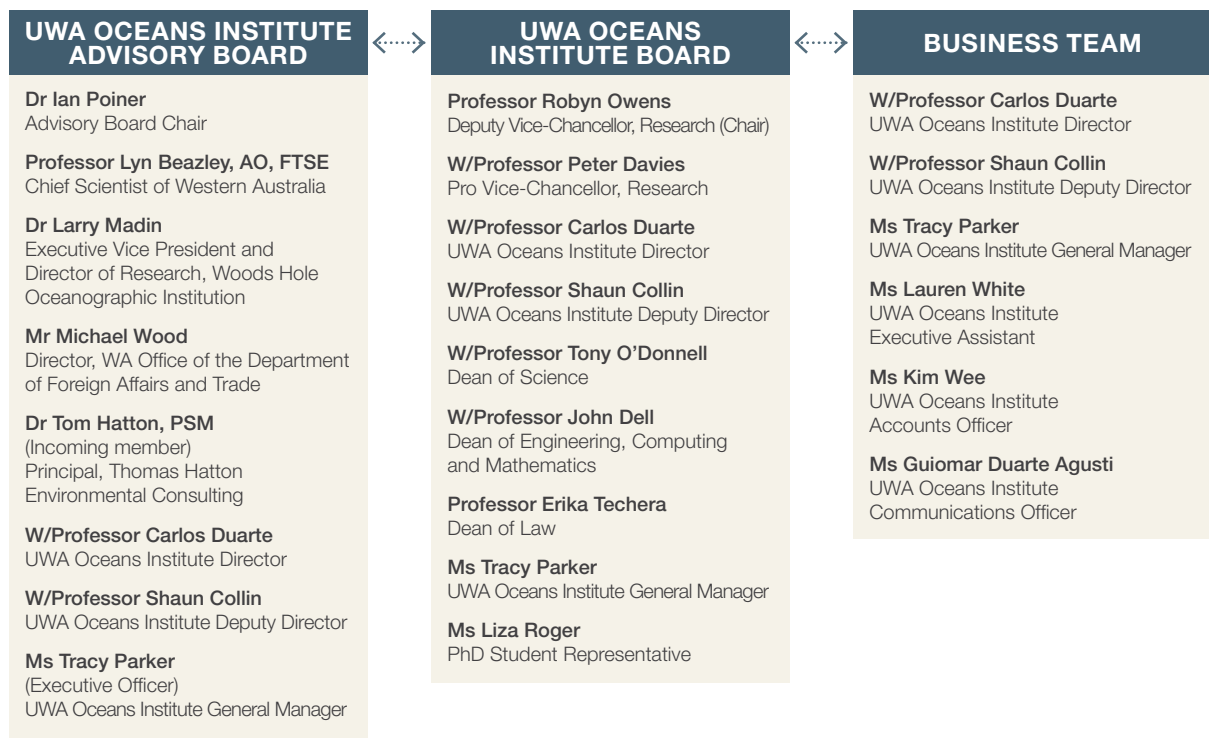 UWA OCEANS INSTITUTE
ADVISORY BOARD
Dr Ian Poiner
Advisory Board Chair
Professor Lyn Beazley, AO, FTSE
Chief Scientist of Western Australia
Dr Larry Madin
Executive Vice President and
Director of Research, Woods Hole
Oceanographic Institution
Mr Michael Wood
Director, WA Office of the Department
of Foreign Affairs and Trade
Dr Tom Hatton, PSM
(Incoming member)
Principal, Thomas Hatton
Environmental Consulting
W/Professor Carlos Duarte
UWA Oceans Institute Director
W/Professor Shaun Collin
UWA Oceans Institute Deputy Director
Ms Tracy Parker
(Executive Officer)
UWA Oceans Institute General Manager
UWA OCEANS
INSTITUTE BOARD
Professor Robyn Owens
Deputy Vice-Chancellor, Research (Chair)
W/Professor Peter Davies
Pro Vice-Chancellor, Research
W/Professor Carlos Duarte
UWA Oceans Institute Director
W/Professor Shaun Collin
UWA Oceans Institute Deputy Director
W/Professor Tony O’Donnell
Dean of Science
W/Professor John Dell
Dean of Engineering, Computing
and Mathematics
Professor Erika Techera
Dean of Law
Ms Tracy Parker
UWA Oceans Institute General Manager
Ms Liza Roger
PhD Student Representative
BUSINESS TEAM
W/Professor Carlos Duarte
UWA Oceans Institute Director
W/Professor Shaun Collin
UWA Oceans Institute Deputy Director
Ms Tracy Parker
UWA Oceans Institute General Manager
Ms Lauren White
UWA Oceans Institute
Executive Assistant
Ms Kim Wee
UWA Oceans Institute
Accounts Officer
Ms Guiomar Duarte Agusti
UWA Oceans Institute
Communications Officer